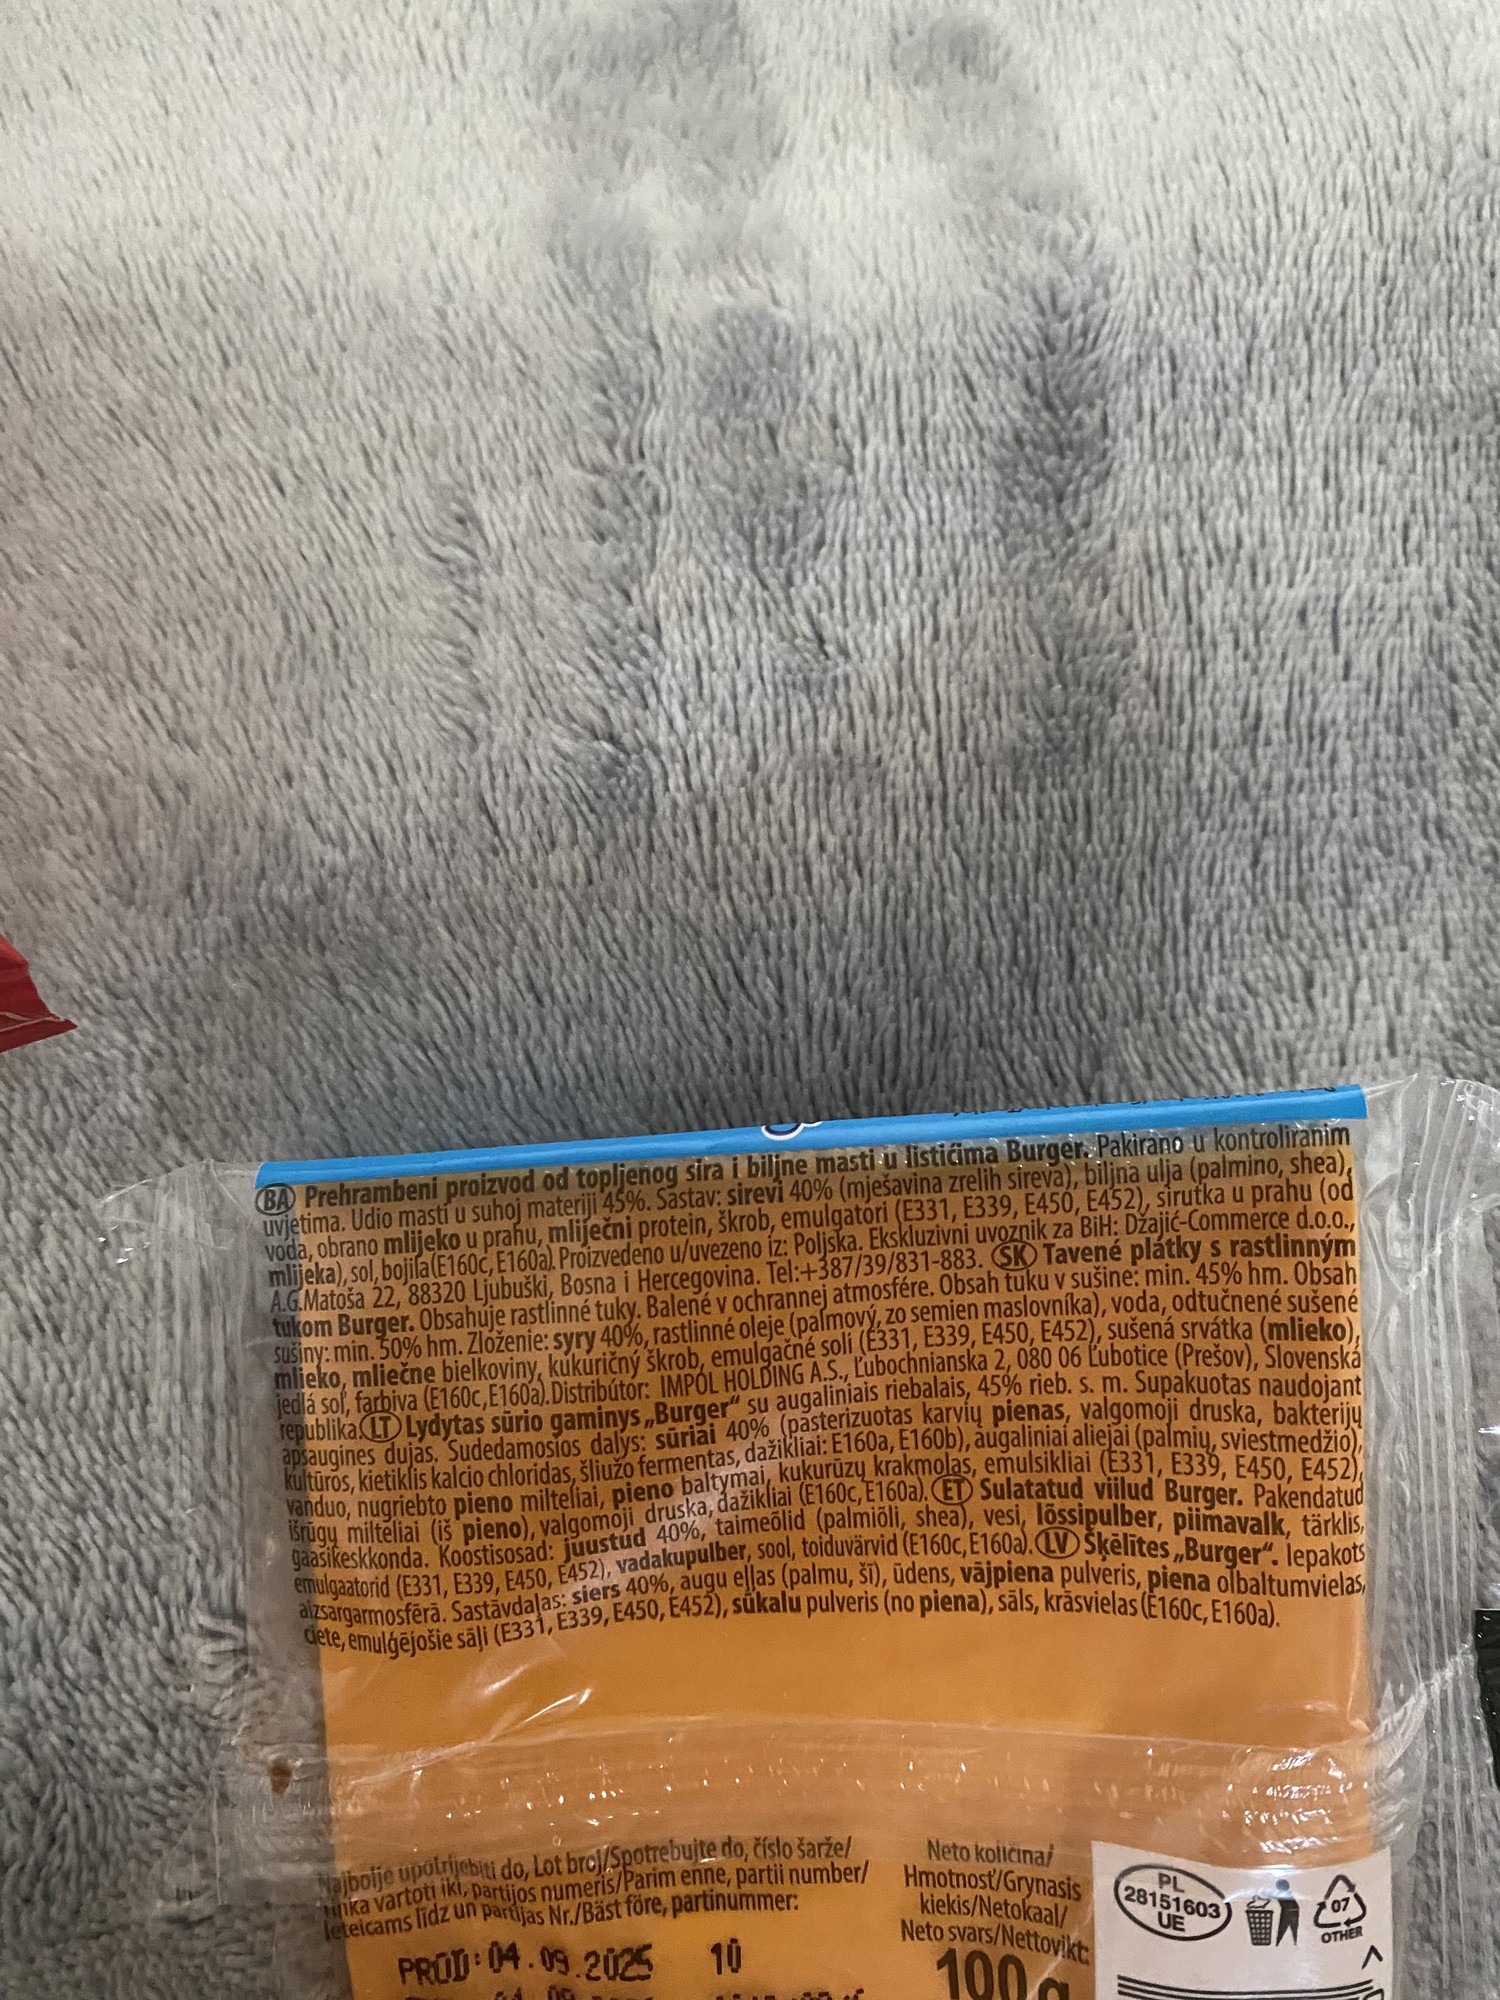 BA Prehrambeni proizvod od topljenog sira i biljne masti u listićima Burger. Pakirano u kontroliranim
uvjetima. Udio masti u suhoj materiji 45%. Sastav: sirevi 40% (mješavina zrelih sireva), biljna ulja (palmino, shea),
voda, obrano mlijeko u prahu, mliječni protein, škrob, emulgatori (E331, E339, E450, E452), sirutka u prahu (od
mlijeka), sol, bojila (E160c, E160a). Proizvedeno u/uvezeno iz: Poljska. Ekskluzivni uvoznik za BiH: Džajić-Commerce d.o.o.,
A.G.Matoša 22, 88320 Ljubuški, Bosna i Hercegovina. Tel:+387/39/831-883. SK Tavené plátky s rastlinným
tukom Burger. Obsahuje rastlinné tuky. Balené v ochrannej atmosfére. Obsah tuku v sušine: min. 45% hm. Obsah
sušiny: min. 50% hm. Zloženie: syry 40%, rastlinné oleje (palmový, zo semien maslovníka), voda, odtučnené sušené
mlieko, mliečne bielkoviny, kukuričný škrob, emulgačné soli (E331, E339, E450, E452), sušená srvátka (mlieko),
jedlá soľ, farbiva (E160c, E160a). Distribútor: IMPOL HOLDING A.S., Ľubochnianska 2, 080 06 Ľubotice (Prešov), Slovenská
republika. LT Lydytas sūrio gaminys „Burger“ su augaliniais riebalais, 45% rieb. s. m. Supakuotas naudojant
apsaugines dujas. Sudedamosios dalys: sūriai 40% (pasterizuotas karvių pienas, valgomoji druska, bakterijų
kultūros, kietiklis kalcio chloridas, šliužo fermentas, dažikliai: E160a, E160b), augaliniai aliejai (palmių, sviestmedžio),
vanduo, nugriebto pieno milteliai, pieno baltymai, kukurūzų krakmolas, emulsikliai (E331, E339, E450, E452),
išrūgų milteliai (iš pieno), valgomoji druska, dažikliai (E160c, E160a). ET Sulatatud viilud Burger. Pakendatud
gaasikeskkonda. Koostisosad: juustud 40%, taimeõlid (palmiõli, shea), vesi, lõssipulber, piimavalk, tärklis,
emulgaatorid (E331, E339, E450, E452), vadakupulber, sool, toiduvärvid (E160c, E160a). LV Šķēlītes „Burger“. Iepakots
aizsargarmosfērā. Sastāvdaļas: siers 40%, augu eļļas (palmu, šī), ūdens, vājpiena pulveris, piena olbaltumvielas,
ciete, emulģējošie sāļi (E331, E339, E450, E452), sūkalu pulveris (no piena), sāls, krāsvielas (E160c, E160a).
Najbolje upotrijebiti do, Lot broj/Spotrebujte do, číslo šarže/
Tinka vartoti iki, partijos numeris/Parim enne, partii number/
Ieteicams līdz un partijas Nr./Bäst före, partinummer:
Neto količina/
Hmotnosť/Grynasis
kiekis/Netokaal/
Neto svars/Nettovikt:
100 g
PROD: 04.09.2025 10
PL
28151603
UE
07
OTHER